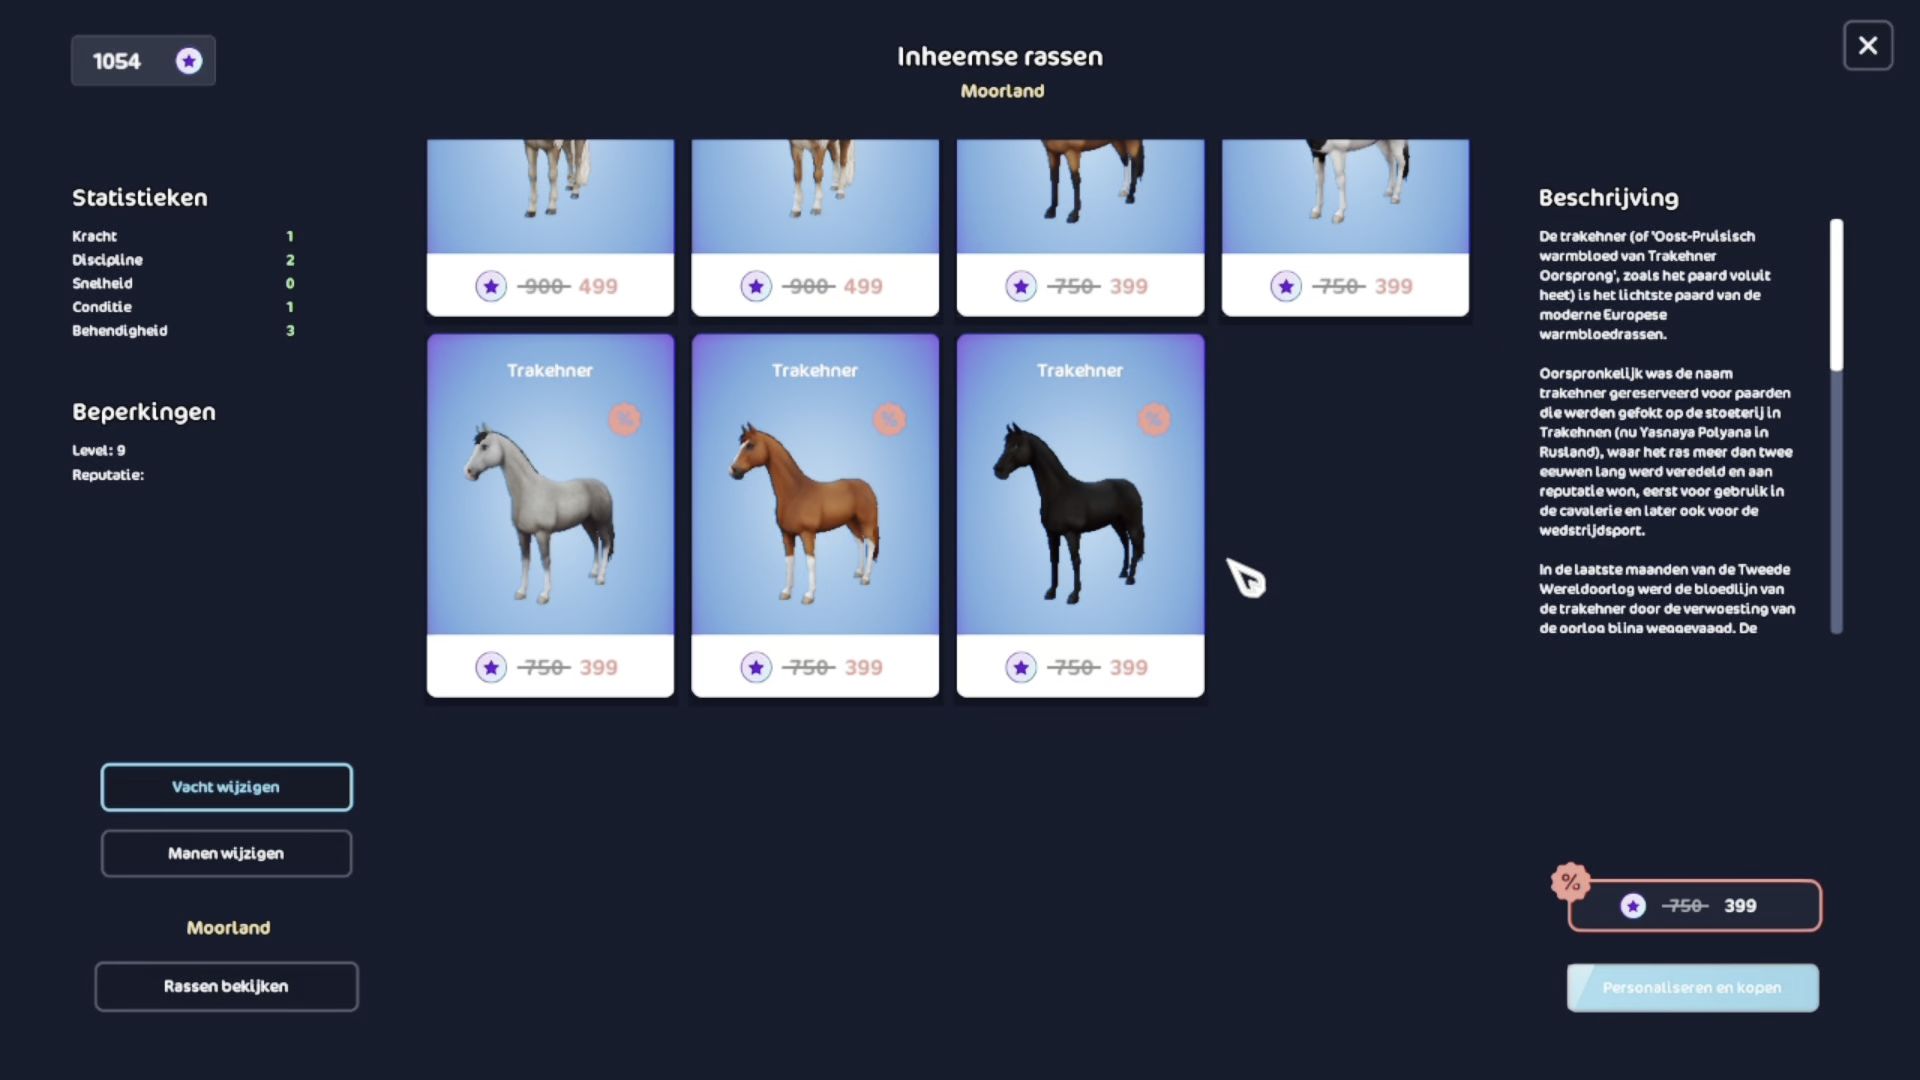 1054
Inheemse rassen
Moorland
Statistieken
Kracht 1
Discipline 2
Snelheid 0
Conditie 1
Behendigheid 3
Beperkingen
Level: 9
Reputatie:
900 499
900 499
750 399
750 399
Trakehner
Trakehner
Trakehner
%
%
%
750 399
750 399
750 399
Beschrijving
De trakehner (of 'Oost-Pruisisch
warmbloed van Trakehner
Oorsprong', zoals het paard voluit
heet) is het lichtste paard van de
moderne Europese
warmbloedrassen.
Oorspronkelijk was de naam
trakehner gereserveerd voor paarden
die werden gefokt op de stoeterij in
Trakehnen (nu Yasnaya Polyana in
Rusland), waar het ras meer dan twee
eeuwen lang werd veredeld en aan
reputatie won, eerst voor gebruik in
de cavalerie en later ook voor de
wedstrijdsport.
In de laatste maanden van de Tweede
Wereldoorlog werd de bloedlijn van
de trakehner door de verwoesting van
de oorlog bijna weggevaagd. De
Vacht wijzigen
Manen wijzigen
Moorland
Rassen bekijken
%
750 399
Personaliseren en kopen